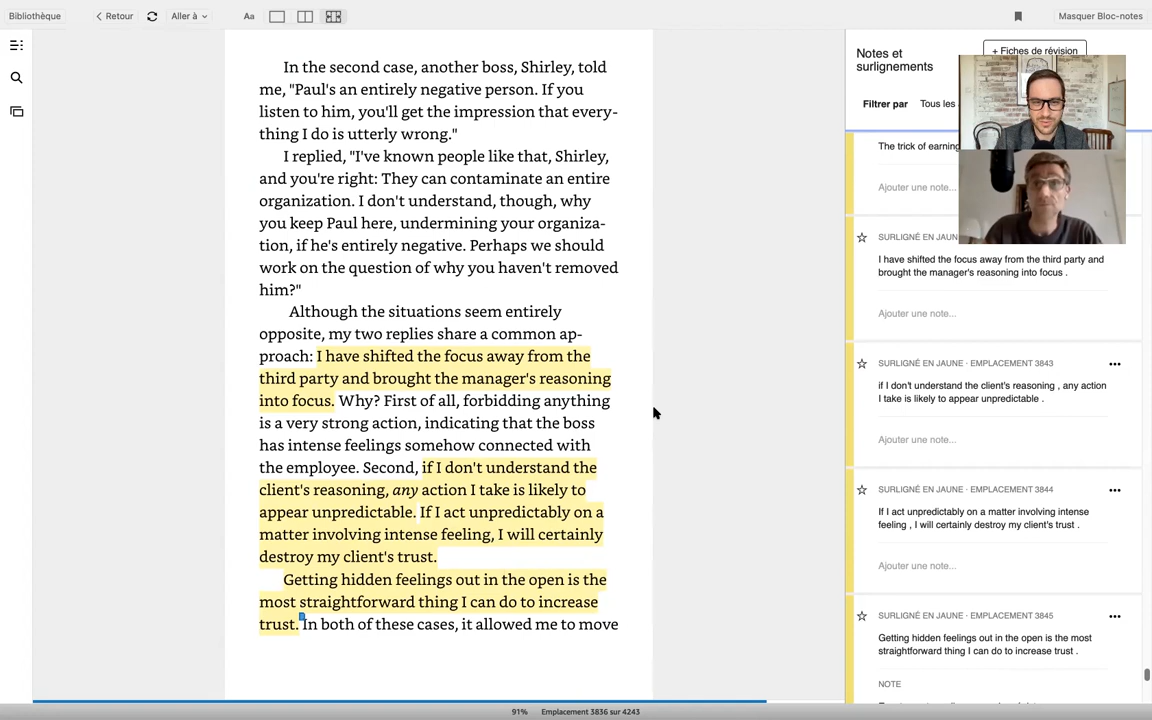 Bibliothèque
Retour
Aller à
Aa
Masquer Bloc-notes
In the second case, another boss, Shirley, told
me, "Paul's an entirely negative person. If you
listen to him, you'll get the impression that every-
thing I do is utterly wrong."
I replied, "I've known people like that, Shirley,
and you're right: They can contaminate an entire
organization. I don't understand, though, why
you keep Paul here, undermining your organiza-
tion, if he's entirely negative. Perhaps we should
work on the question of why you haven't removed
him?"
Although the situations seem entirely
opposite, my two replies share a common ap-
proach: I have shifted the focus away from the
third party and brought the manager's reasoning
into focus. Why? First of all, forbidding anything
is a very strong action, indicating that the boss
has intense feelings somehow connected with
the employee. Second, if I don't understand the
client's reasoning, any action I take is likely to
appear unpredictable. If I act unpredictably on a
matter involving intense feeling, I will certainly
destroy my client's trust.
Getting hidden feelings out in the open is the
most straightforward thing I can do to increase
trust. In both of these cases, it allowed me to move
Notes et
surlignements
+ Fiches de révision
Filtrer par
Tous les
The trick of earning
Ajouter une note...
SURLIGNÉ EN JAUN
I have shifted the focus away from the third party and
brought the manager's reasoning into focus .
Ajouter une note...
SURLIGNÉ EN JAUNE · EMPLACEMENT 3843
if I don't understand the client's reasoning , any action
I take is likely to appear unpredictable .
Ajouter une note...
SURLIGNÉ EN JAUNE · EMPLACEMENT 3844
If I act unpredictably on a matter involving intense
feeling , I will certainly destroy my client's trust .
Ajouter une note...
SURLIGNÉ EN JAUNE · EMPLACEMENT 3845
Getting hidden feelings out in the open is the most
straightforward thing I can do to increase trust .
NOTE
91%
Emplacement 3836 sur 4243